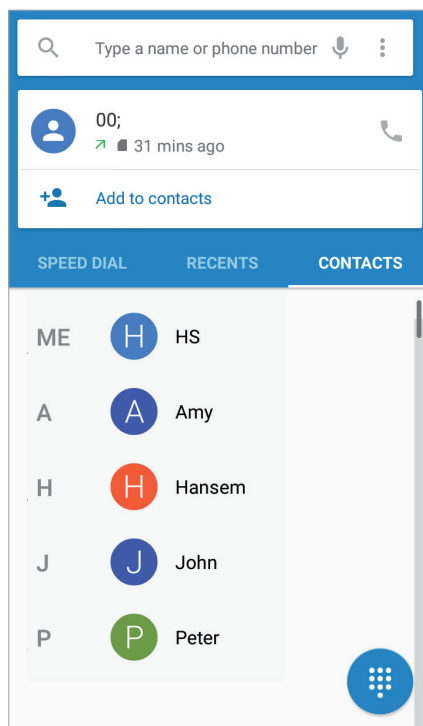 Type a name or phone number
00;
31 mins ago
Add to contacts
SPEED DIAL RECENTS CONTACTS
ME H HS
A A Amy
H H Hansem
J J John
P P Peter